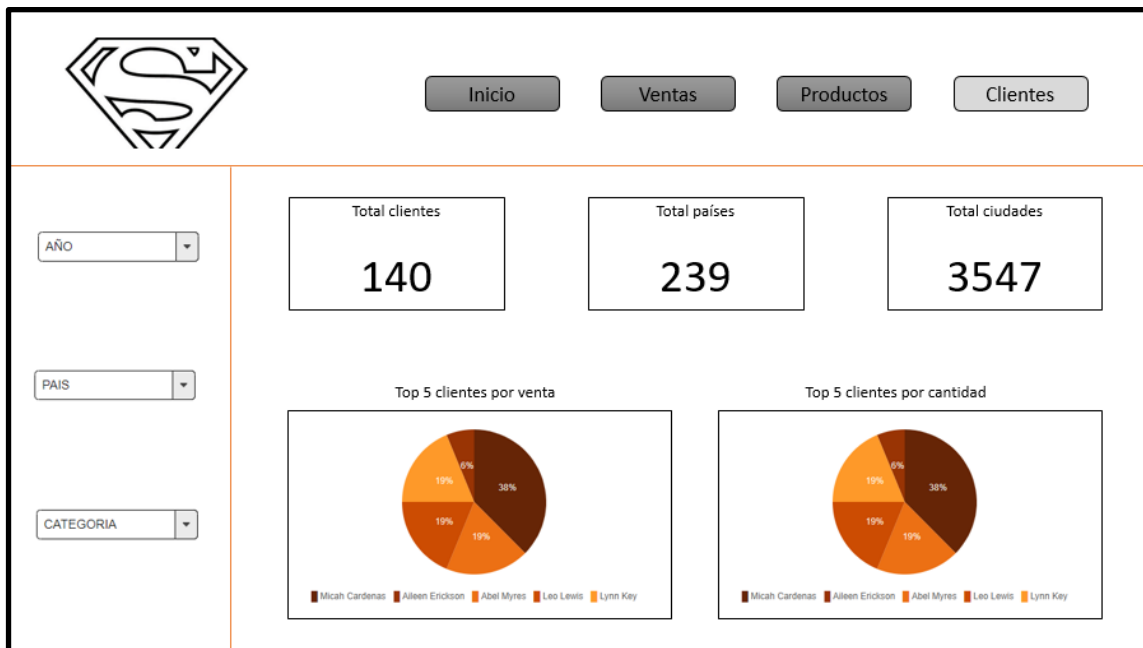 Inicio
Ventas
Productos
Clientes
AÑO
PAIS
CATEGORIA
Total clientes
140
Total países
239
Total ciudades
3547
Top 5 clientes por venta
6%
38%
19%
19%
19%
Micah Cardenas Aileen Erickson Abel Myres Leo Lewis Lynn Key
Top 5 clientes por cantidad
6%
38%
19%
19%
19%
Micah Cardenas Aileen Erickson Abel Myres Leo Lewis Lynn Key